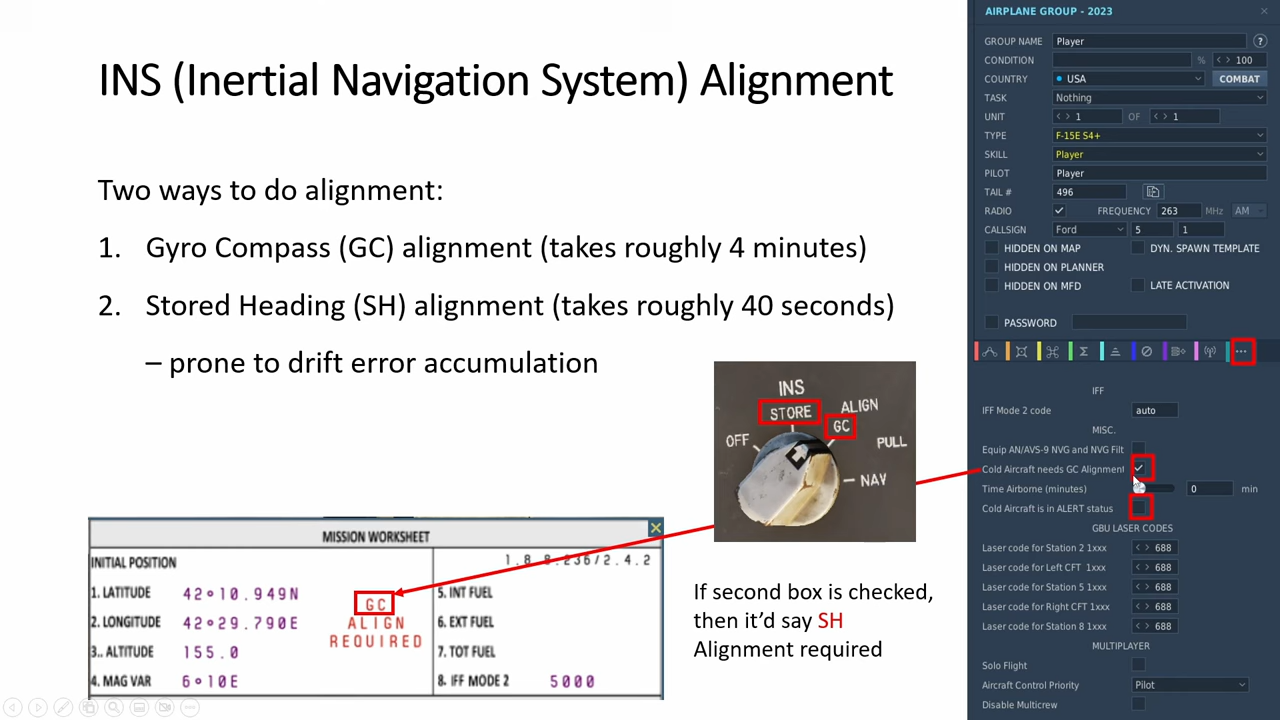 INS (Inertial Navigation System) Alignment
Two ways to do alignment:
1. Gyro Compass (GC) alignment (takes roughly 4 minutes)
2. Stored Heading (SH) alignment (takes roughly 40 seconds)
– prone to drift error accumulation
INS
STORE
ALIGN
GC
OFF
PULL
NAV
MISSION WORKSHEET
INITIAL POSITION
1.8.8.236/2.4.2
1. LATITUDE 42°10.949N
2. LONGITUDE 42°29.790E
3.. ALTITUDE 155.0
4. MAG VAR 6°10E
GC
ALIGN
REQUIRED
5. INT FUEL
6. EXT FUEL
7. TOT FUEL
8. IFF MODE 2 5000
If second box is checked,
then it'd say SH
Alignment required
AIRPLANE GROUP - 2023
GROUP NAME Player ?
CONDITION % < > 100
COUNTRY USA COMBAT
TASK Nothing
UNIT < > 1 OF < > 1
TYPE F-15E S4+
SKILL Player
PILOT Player
TAIL # 496
RADIO FREQUENCY 263 MHz AM
CALLSIGN Ford 5 1
HIDDEN ON MAP DYN. SPAWN TEMPLATE
HIDDEN ON PLANNER
HIDDEN ON MFD LATE ACTIVATION
PASSWORD
IFF
IFF Mode 2 code auto
MISC.
Equip AN/AVS-9 NVG and NVG Filt
Cold Aircraft needs GC Alignment
Time Airborne (minutes) 0 min
Cold Aircraft is in ALERT status
GBU LASER CODES
Laser code for Station 2 1xxx < > 688
Laser code for Left CFT 1xxx < > 688
Laser code for Station 5 1xxx < > 688
Laser code for Right CFT 1xxx < > 688
Laser code for Station 8 1xxx < > 688
MULTIPLAYER
Solo Flight
Aircraft Control Priority Pilot
Disable Multicrew